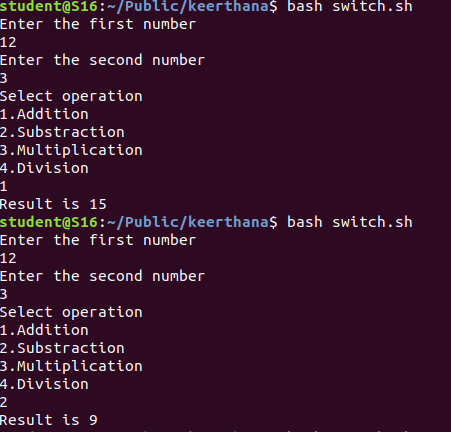 student@S16:~/Public/keerthana$ bash switch.sh
Enter the first number
12
Enter the second number
3
Select operation
1.Addition
2.Substraction
3.Multiplication
4.Division
1
Result is 15
student@S16:~/Public/keerthana$ bash switch.sh
Enter the first number
12
Enter the second number
3
Select operation
1.Addition
2.Substraction
3.Multiplication
4.Division
2
Result is 9